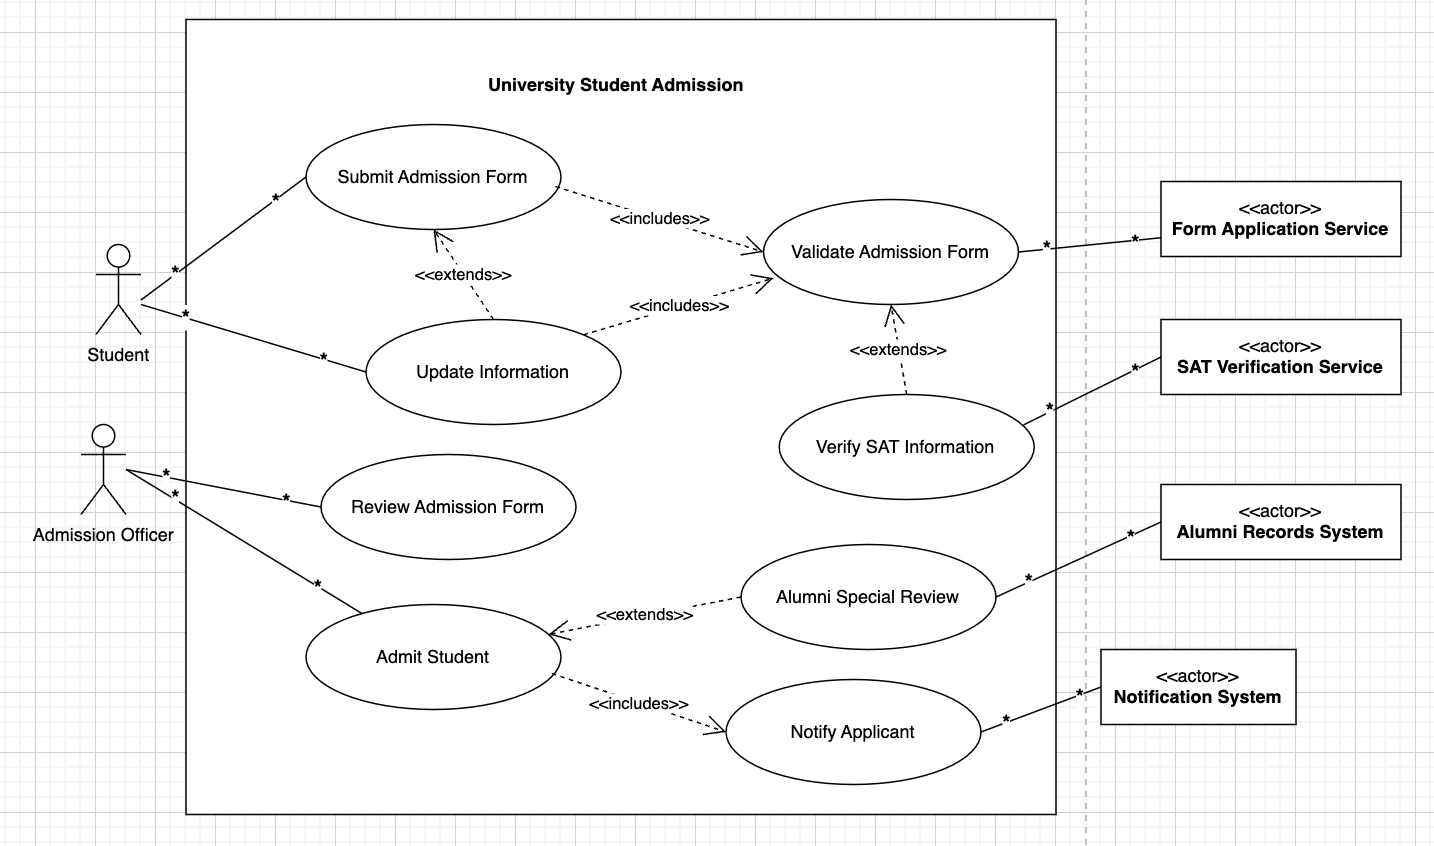 University Student Admission
Submit Admission Form
<<includes>>
Validate Admission Form
<<actor>>
Form Application Service
*
*
*
*
<<extends>>
<<includes>>
*
*
Student
Update Information
<<extends>>
<<actor>>
SAT Verification Service
*
*
Verify SAT Information
Admission Officer
*
*
*
*
Review Admission Form
<<actor>>
Alumni Records System
*
*
Alumni Special Review
<<extends>>
Admit Student
<<includes>>
Notify Applicant
*
*
<<actor>>
Notification System